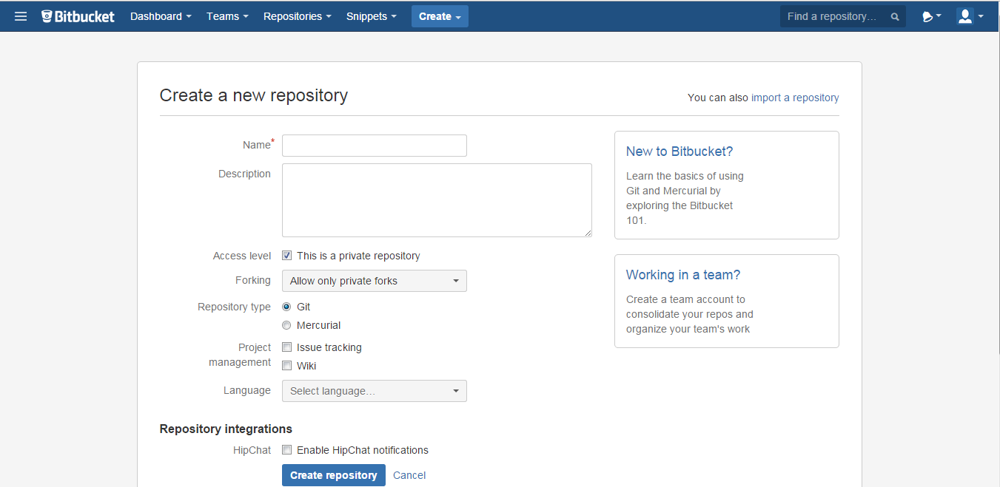 Bitbucket Dashboard Teams Repositories Snippets Create Find a repository...
Create a new repository
You can also import a repository
Name*
Description
Access level This is a private repository
Forking Allow only private forks
Repository type Git
Mercurial
Project management
Issue tracking
Wiki
Language Select language...
Repository integrations
HipChat Enable HipChat notifications
Create repository Cancel
New to Bitbucket?
Learn the basics of using
Git and Mercurial by
exploring the Bitbucket
101.
Working in a team?
Create a team account to
consolidate your repos and
organize your team's work